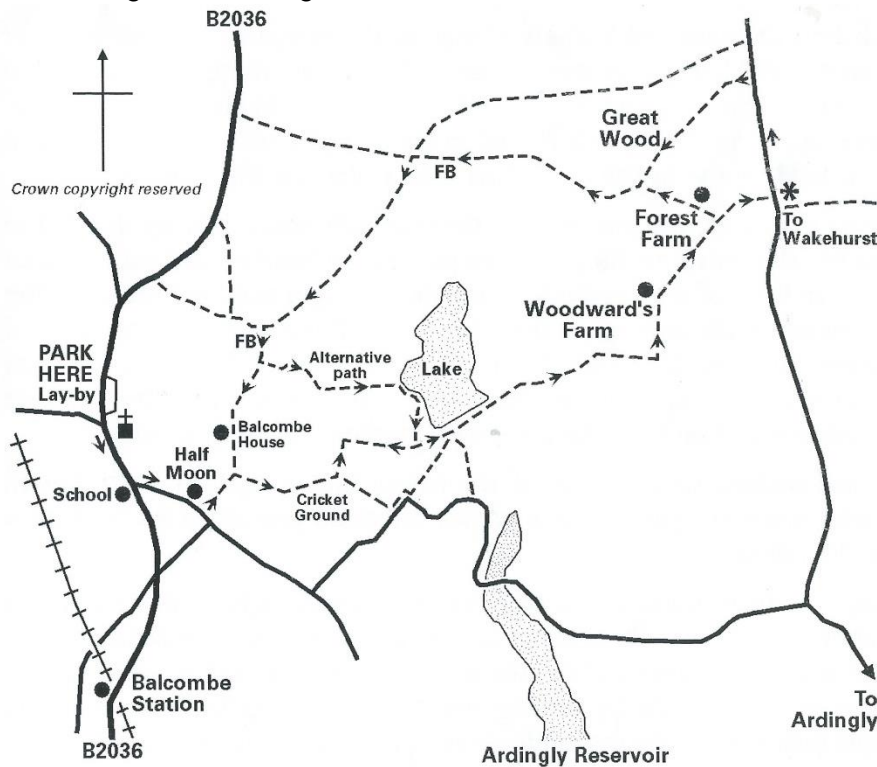 B2036
Crown copyright reserved
Great
Wood
FB
Forest
Farm
To
Wakehurst
Woodward's
Farm
FB
Alternative
path
Lake
PARK
HERE
Lay-by
Balcombe
House
Half
Moon
School
Cricket
Ground
Balcombe
Station
B2036
Ardingly Reservoir
To
Ardingly